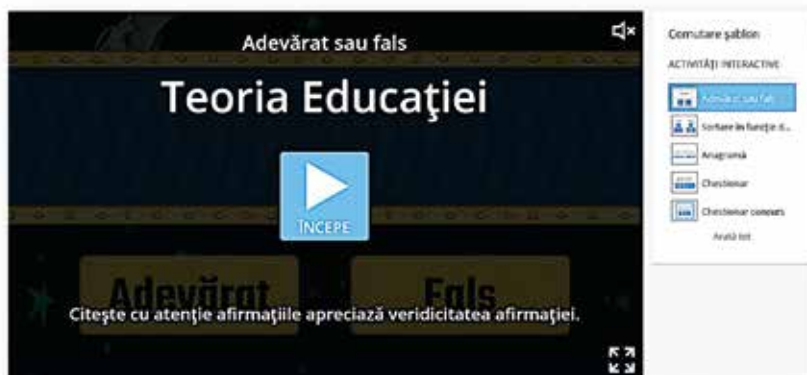 Adevărat sau fals
Teoria Educaţiei
ÎNCEPE
Adevărat
Fals
Citeşte cu atenţie afirmaţiile apreciază veridicitatea afirmaţiei.
Comutare şablon
ACTIVITĂŢI INTERACTIVE
Adevărat sau fals
Sortare în funcţie d...
Anagramă
Chestionar
Chestionar concurs
Arată tot